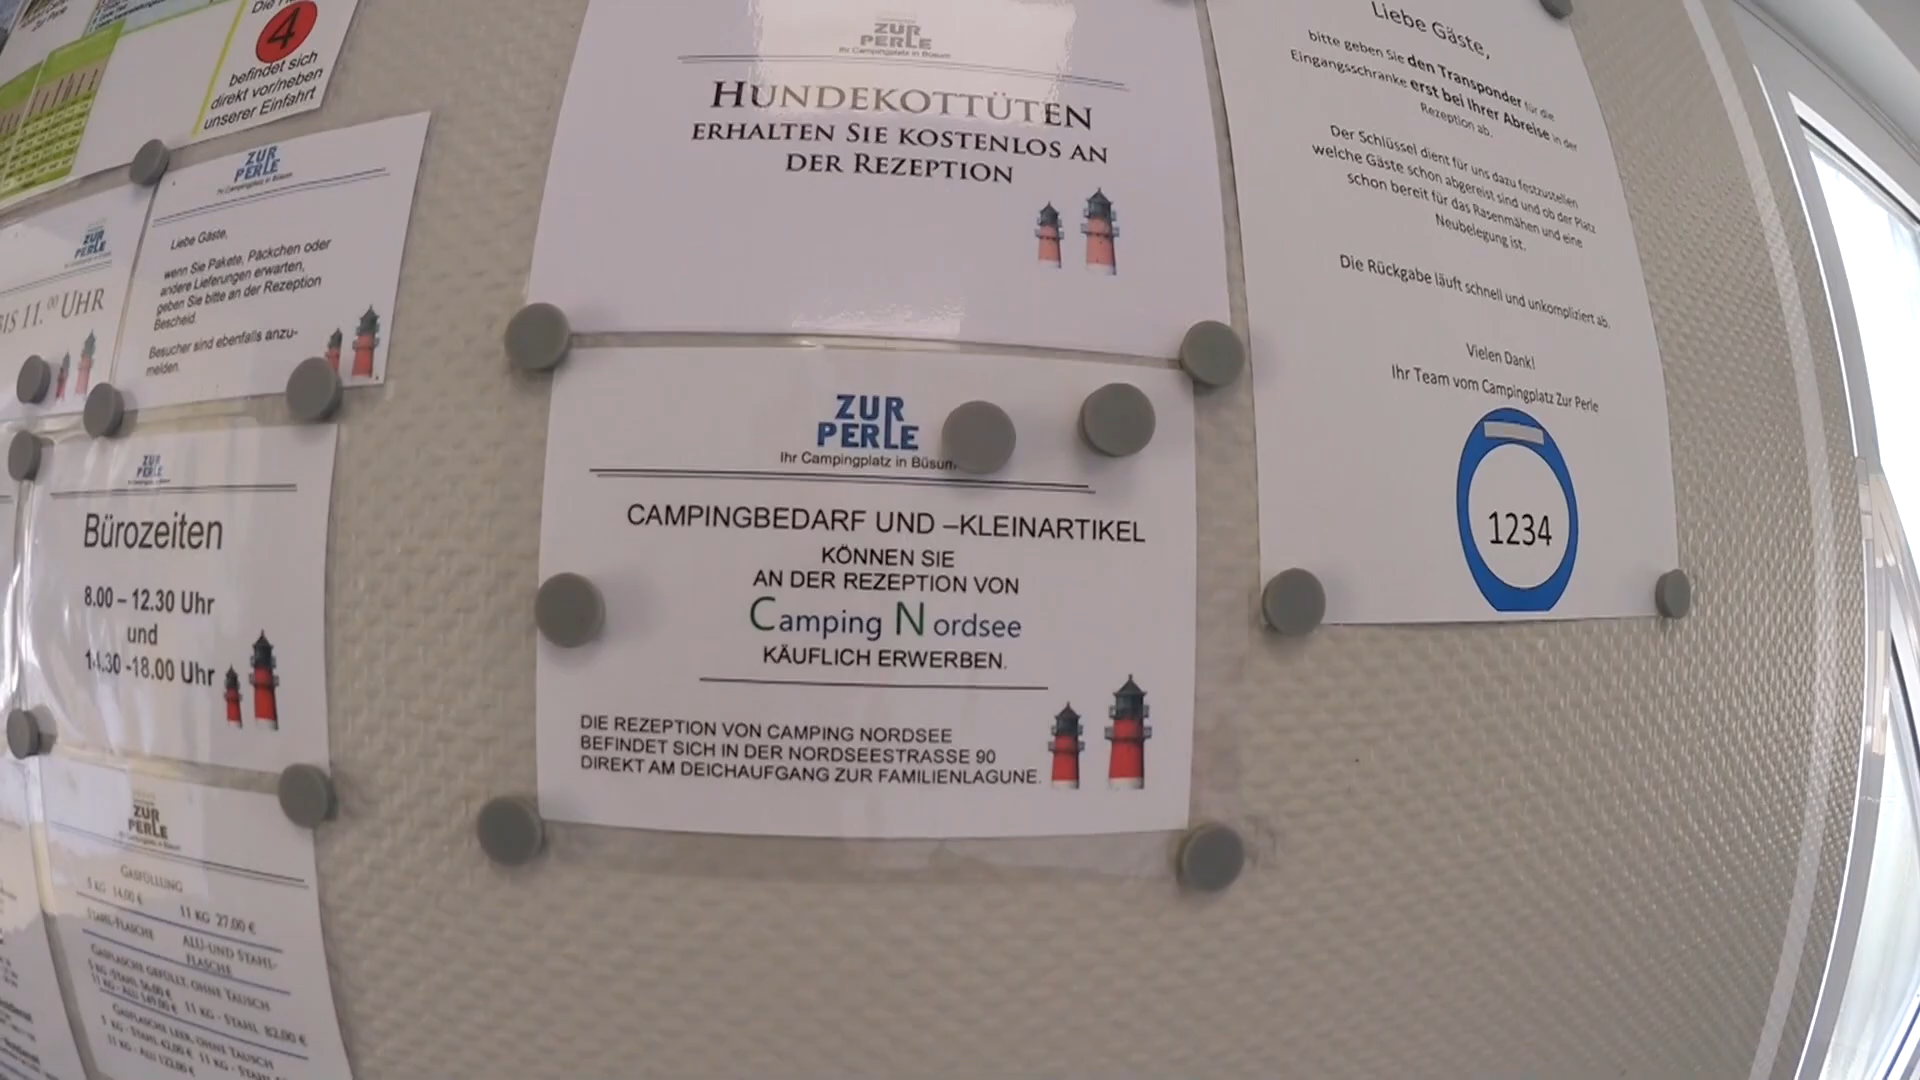 4
befindet sich
direkt vor/neben
unserer Einfahrt
ZUR
PERLE
Ihr Campingplatz in Büsum
Liebe Gäste,
wenn Sie Pakete, Päckchen oder
andere Lieferungen erwarten,
geben Sie bitte an der Rezeption
Bescheid.
Besucher sind ebenfalls anzu-
melden.
ZUR
PERLE
BIS 11.00 UHR
ZUR
PERLE
Bürozeiten
8.00 – 12.30 Uhr
und
14.30 -18.00 Uhr
ZUR
PERLE
GASFÜLLUNG
5 KG 14,00 € 11 KG 27,00 €
STAHL-FLASCHE ALU-UND STAHL-
FLASCHE
GASFLASCHE GEFÜLLT, OHNE TAUSCH
5 KG -STAHL 56,00 €
11 KG - ALU 149,00 € 11 KG - STAHL 82,00 €
GASFLASCHE LEER, OHNE TAUSCH
5 KG - STAHL 42,00 € 11 KG - STAHL
11 KG - ALU 122,00 €
ZUR
PERLE
Ihr Campingplatz in Büsum
HUNDEKOTTÜTEN
ERHALTEN SIE KOSTENLOS AN
DER REZEPTION
ZUR
PERLE
Ihr Campingplatz in Büsum
CAMPINGBEDARF UND –KLEINARTIKEL
KÖNNEN SIE
AN DER REZEPTION VON
Camping Nordsee
KÄUFLICH ERWERBEN.
DIE REZEPTION VON CAMPING NORDSEE
BEFINDET SICH IN DER NORDSEESTRASSE 90
DIREKT AM DEICHAUFGANG ZUR FAMILIENLAGUNE.
Liebe Gäste,
bitte geben Sie den Transponder für die
Eingangsschranke erst bei Ihrer Abreise in der
Rezeption ab.
Der Schlüssel dient für uns dazu festzustellen
welche Gäste schon abgereist sind und ob der Platz
schon bereit für das Rasenmähen und eine
Neubelegung ist.
Die Rückgabe läuft schnell und unkompliziert ab.
Vielen Dank!
Ihr Team vom Campingplatz Zur Perle
1234